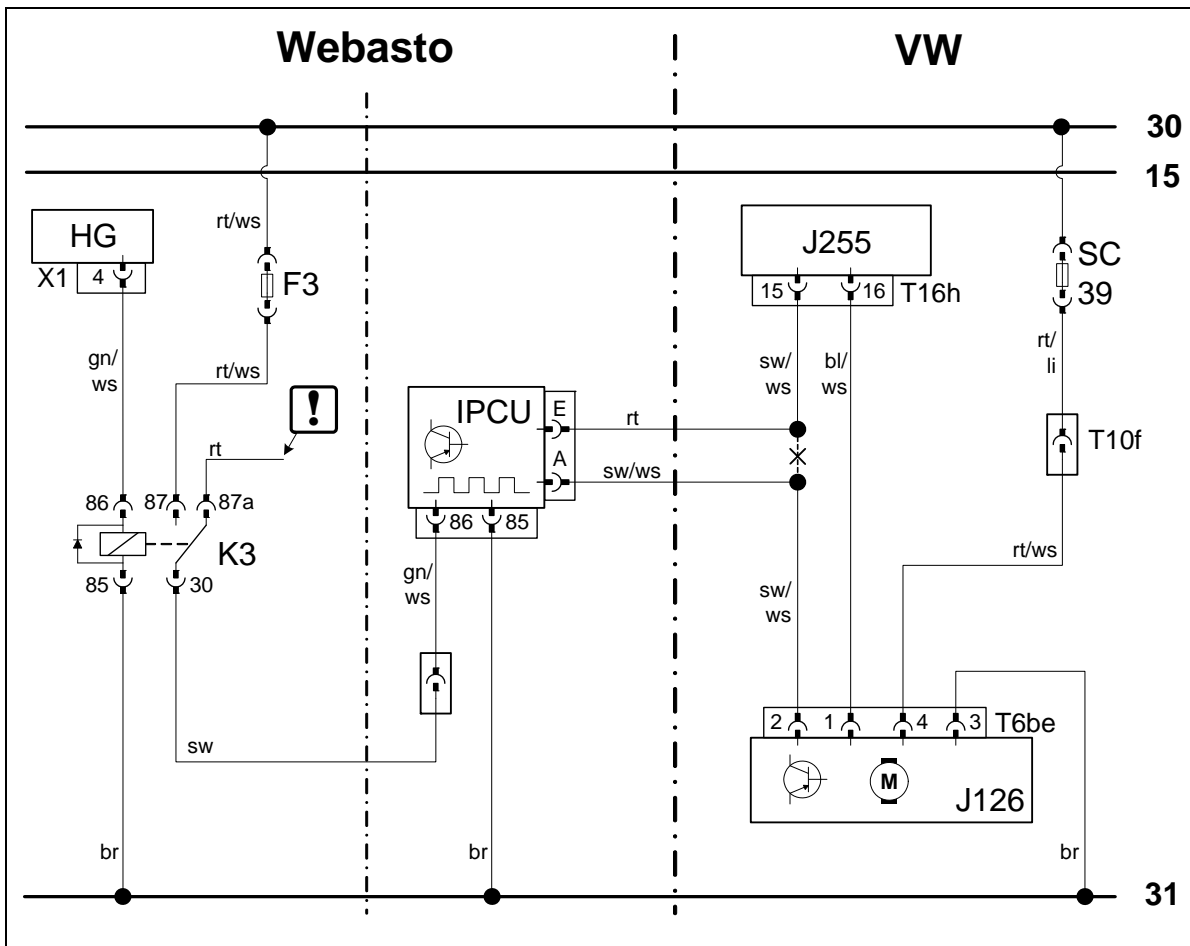 Webasto
VW
30
15
rt/ws
HG
X1
4
F3
J255
15
16
T16h
SC
39
gn/
ws
rt/ws
sw/
ws
bl/
ws
rt/
li
!
IPCU
E
rt
T10f
rt
A
sw/ws
86
87
87a
86
85
K3
rt/ws
85
30
gn/
ws
sw/
ws
2
1
4
3
T6be
sw
M
J126
br
br
br
31